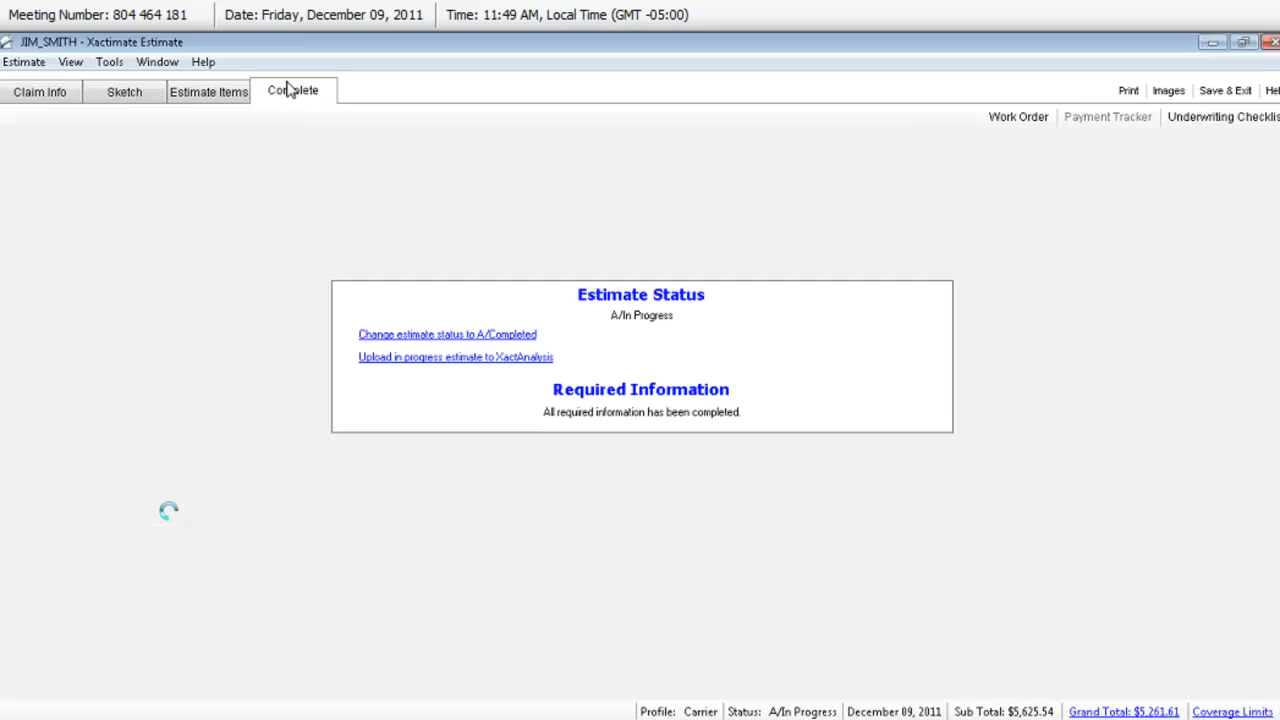 Meeting Number: 804 464 181 Date: Friday, December 09, 2011 Time: 11:49 AM, Local Time (GMT -05:00)
JIM_SMITH - Xactimate Estimate
Estimate View Tools Window Help
Claim Info Sketch Estimate Items Complete Print Images Save & Exit Hel
Work Order Payment Tracker Underwriting Checklis
Estimate Status
A/In Progress
Change estimate status to A/Completed
Upload in progress estimate to XactAnalysis
Required Information
All required information has been completed.
Profile: Carrier Status: A/In Progress December 09, 2011 Sub Total: $5,625.54 Grand Total: $5,261.61 Coverage Limits